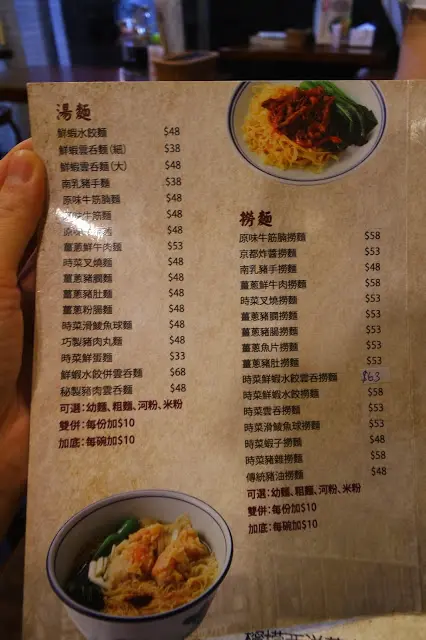 湯麵
鮮蝦水餃麵 $48
鮮蝦雲吞麵(細) $38
鮮蝦雲吞麵(大) $48
南乳豬手麵 $38
原味牛筋腩麵 $48
牛筋麵 $48
原 $48
薑蔥鮮牛肉麵 $53
時菜叉燒麵 $48
薑蔥豬膶麵 $48
薑蔥豬肚麵 $48
薑蔥粉腸麵 $48
時菜滑鯪魚球麵 $48
巧製豬肉丸麵 $48
時菜鮮蛋麵 $33
鮮蝦水餃併雲吞麵 $68
秘製豬肉雲吞麵 $48
可選:幼麵、粗麵、河粉、米粉
雙併:每份加$10
加底:每碗加$10
撈麵
原味牛筋腩撈麵 $58
京都炸醬撈麵 $53
南乳豬手撈麵 $48
薑蔥鮮牛肉撈麵 $58
時菜叉燒撈麵 $53
薑蔥豬膶撈麵 $53
薑蔥豬腸撈麵 $53
薑蔥魚片撈麵 $53
薑蔥豬肚撈麵 $53
時菜鮮蝦水餃雲吞撈麵 $63
時菜鮮蝦水餃撈麵 $58
時菜雲吞撈麵 $53
時菜滑鯪魚球撈麵 $53
時菜蝦子撈麵 $48
時菜豬雜撈麵 $58
傳統豬油撈麵 $48
可選:幼麵、粗麵、河粉、米粉
雙併:每份加$10
加底:每碗加$10